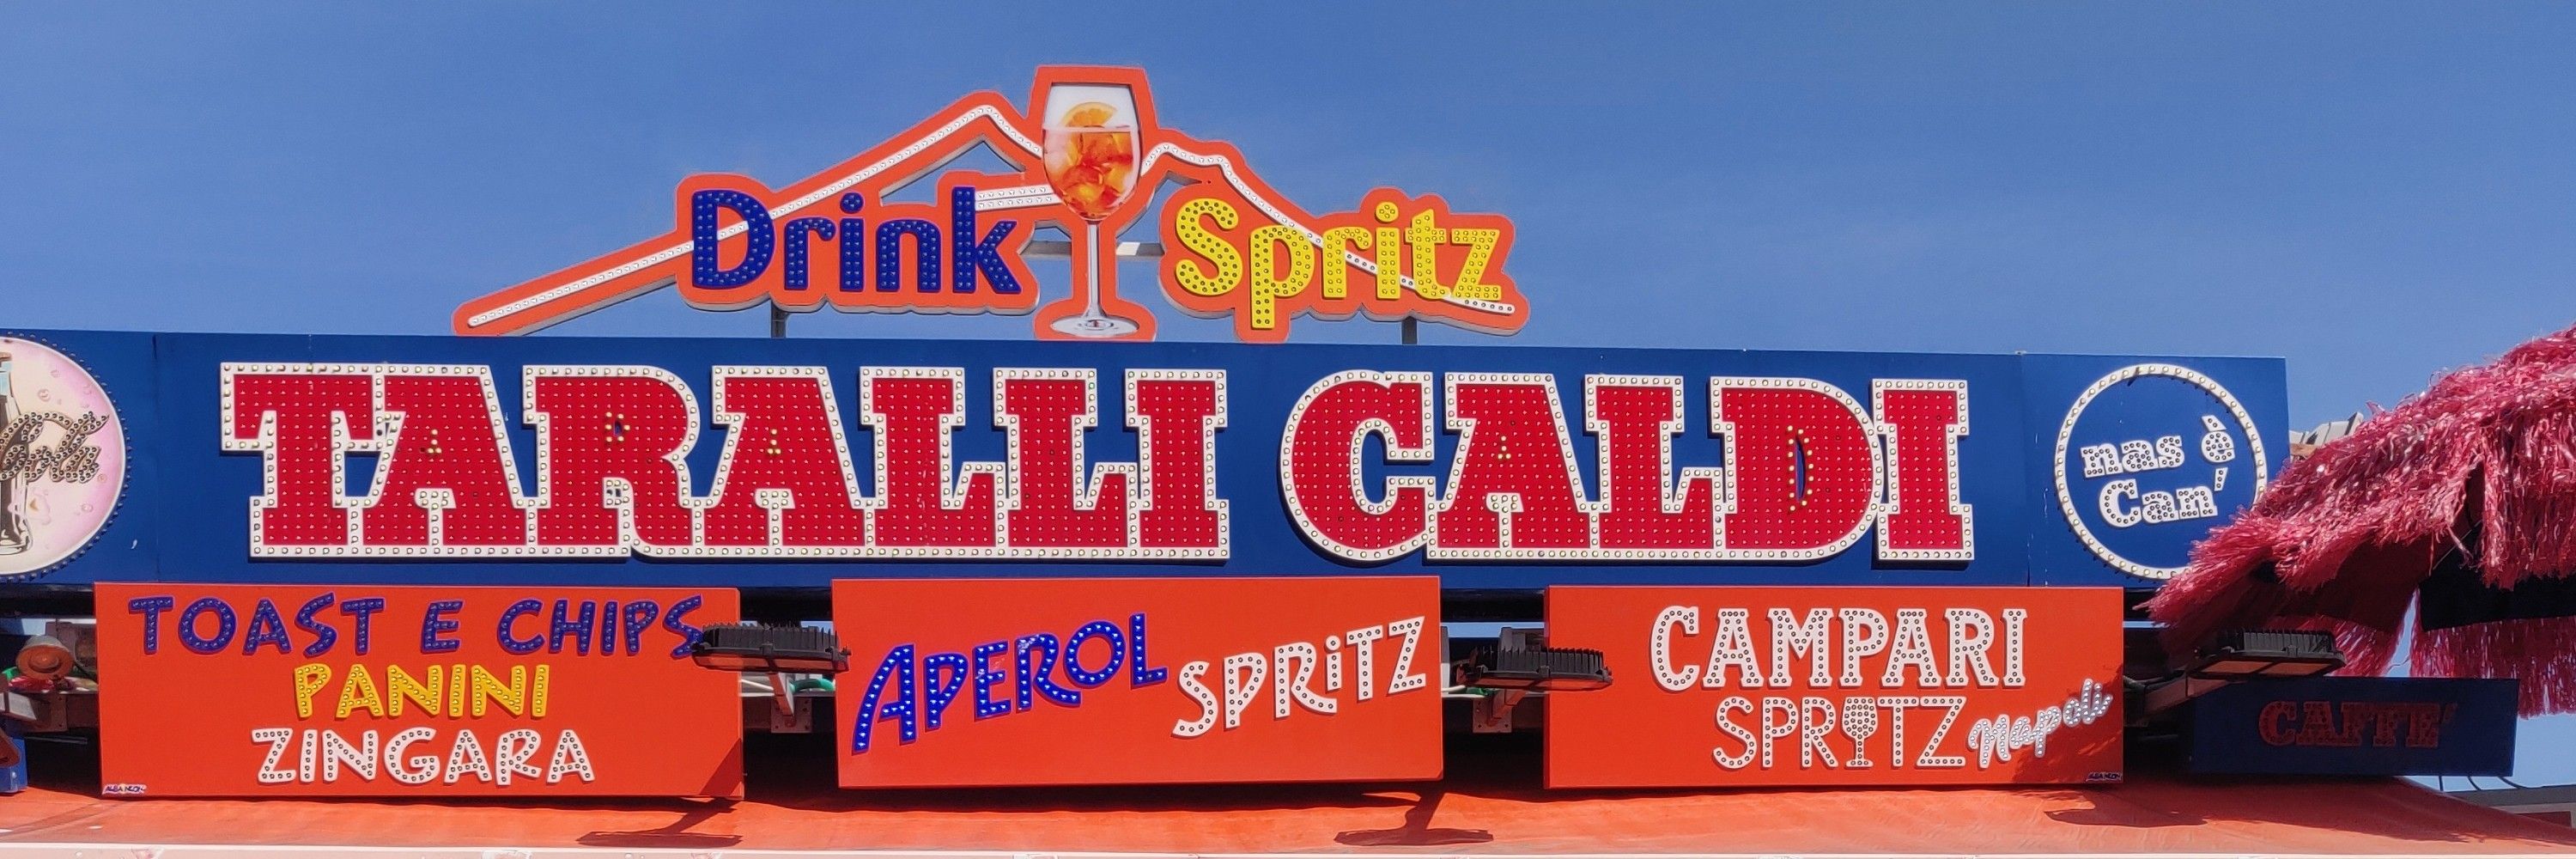 Drink Spritz
TARALLI CALDI
nas è
Can'
TOAST E CHIPS
PANINI
ZINGARA
APEROL SPRiTZ
CAMPARI
SPRITZ Napoli
CAFFE'